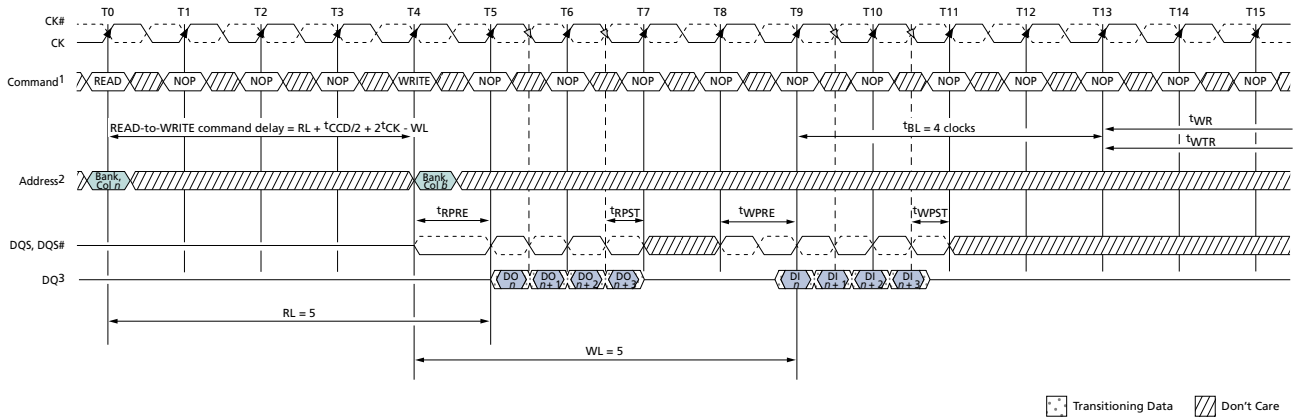 T0 T1 T2 T3 T4 T5 T6 T7 T8 T9 T10 T11 T12 T13 T14 T15
CK#
CK
Command1 READ NOP NOP NOP WRITE NOP NOP NOP NOP NOP NOP NOP NOP NOP NOP NOP
tWR
READ-to-WRITE command delay = RL + tCCD/2 + 2tCK - WL tBL = 4 clocks
tWTR
Address2 Bank, Col n Bank, Col b
tRPRE tRPST tWPRE tWPST
DQS, DQS#
DQ3 DO n DO n + 1 DO n + 2 DO n + 3 DI n DI n + 1 DI n + 2 DI n + 3
RL = 5
WL = 5
Transitioning Data Don't Care